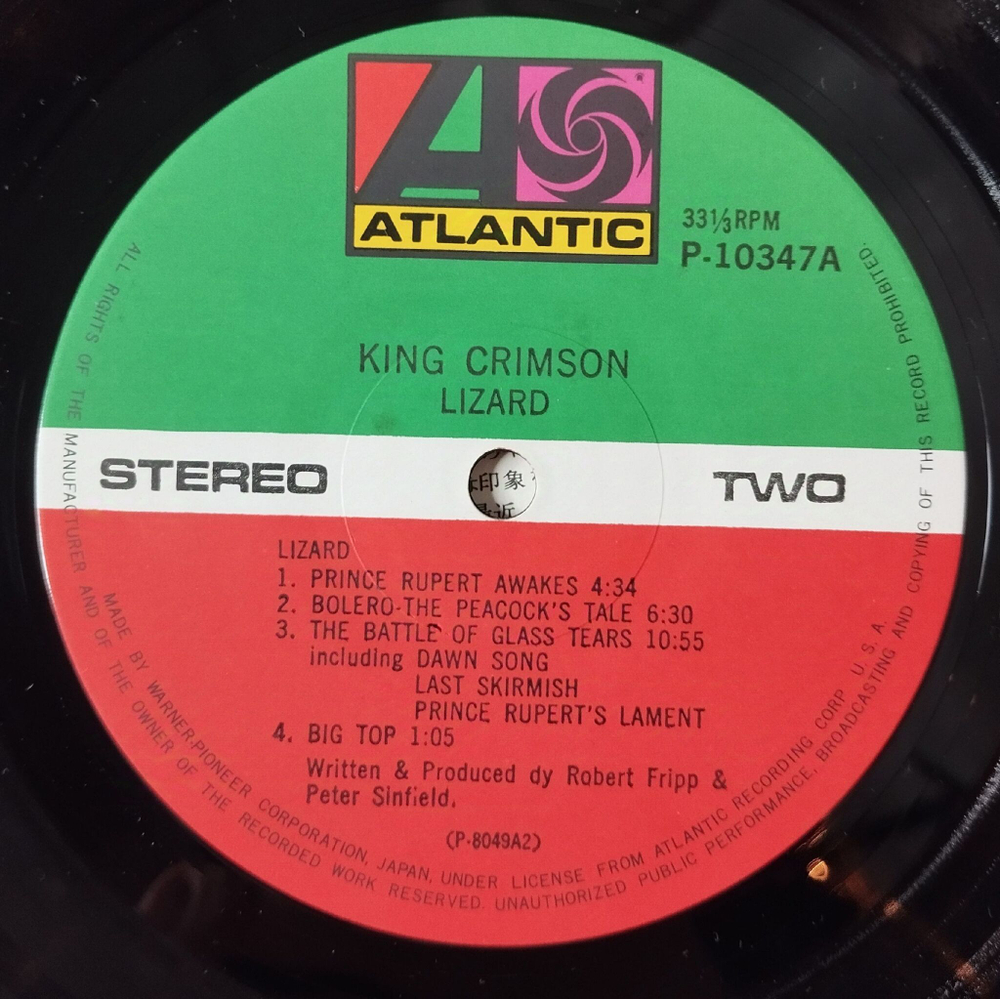 ATLANTIC
33⅓RPM
P-10347A
KING CRIMSON
LIZARD
STEREO
TWO
印象
最近
LIZARD
1. PRINCE RUPERT AWAKES 4:34
2. BOLERO-THE PEACOCK'S TALE 6:30
3. THE BATTLE OF GLASS TEARS 10:55
including DAWN SONG
LAST SKIRMISH
PRINCE RUPERT'S LAMENT
4. BIG TOP 1:05
Written & Produced dy Robert Fripp &
Peter Sinfield.
(P-8049A2)
MADE BY WARNER-PIONEER CORPORATION, JAPAN, UNDER LICENSE FROM ATLANTIC RECORDING CORP. U. S. A.
ALL RIGHTS OF THE MANUFACTURER AND OF THE OWNER OF THE RECORDED WORK RESERVED. UNAUTHORIZED PUBLIC PERFORMANCE, BROADCASTING AND COPYING OF THIS RECORD PROHIBITED.